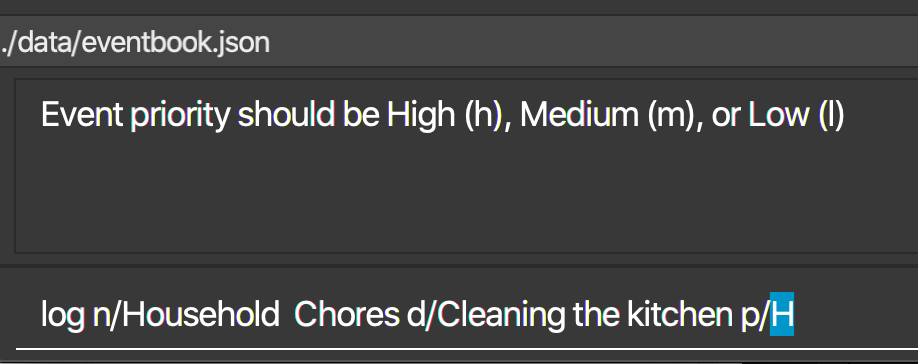 ./data/eventbook.json
Event priority should be High (h), Medium (m), or Low (l)
log n/Household  Chores d/Cleaning the kitchen p/H